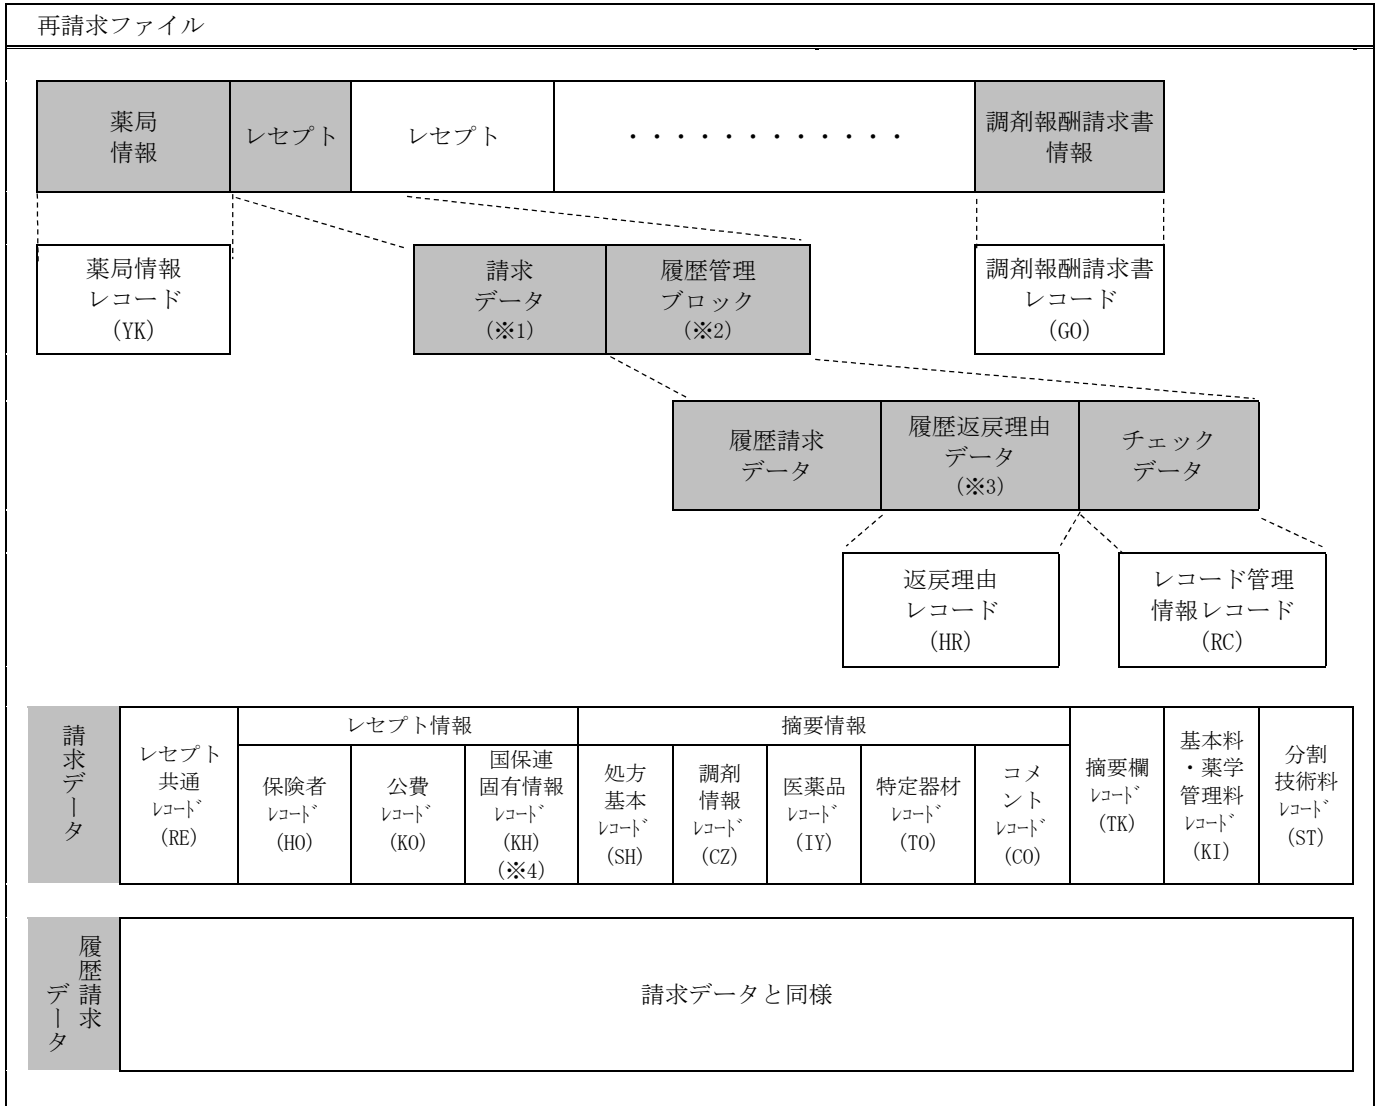 再請求ファイル
薬局
情報
レセプト
レセプト
・・・・・・・・・・・・
調剤報酬請求書
情報
薬局情報
レコード
(YK)
請求
データ
(※1)
履歴管理
ブロック
(※2)
調剤報酬請求書
レコード
(GO)
履歴請求
データ
履歴返戻理由
データ
(※3)
チェック
データ
返戻理由
レコード
(HR)
レコード管理
情報レコード
(RC)
請求データ
レセプト
共通
ﾚｺｰﾄﾞ
(RE)
レセプト情報
保険者
ﾚｺｰﾄﾞ
(HO)
公費
ﾚｺｰﾄﾞ
(KO)
国保連
固有情報
ﾚｺｰﾄﾞ
(KH)
(※4)
摘要情報
処方
基本
ﾚｺｰﾄﾞ
(SH)
調剤
情報
ﾚｺｰﾄﾞ
(CZ)
医薬品
ﾚｺｰﾄﾞ
(IY)
特定器材
ﾚｺｰﾄﾞ
(TO)
コメ
ント
ﾚｺｰﾄﾞ
(CO)
摘要欄
ﾚｺｰﾄﾞ
(TK)
基本料
・薬学
管理料
ﾚｺｰﾄﾞ
(KI)
分割
技術料
ﾚｺｰﾄﾞ
(ST)
履歴請求
データ
請求データと同様